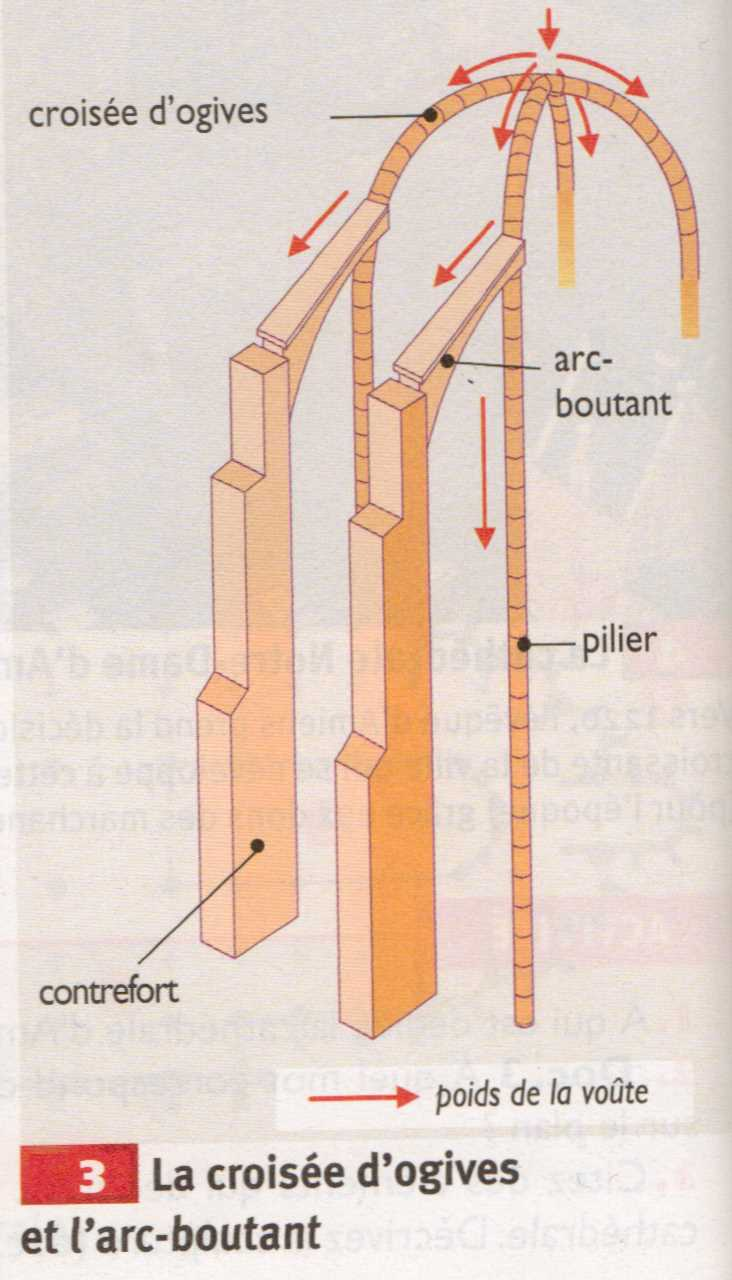 croisée d'ogives
arc-
boutant
pilier
contrefort
poids de la voûte
3 La croisée d'ogives
et l'arc-boutant